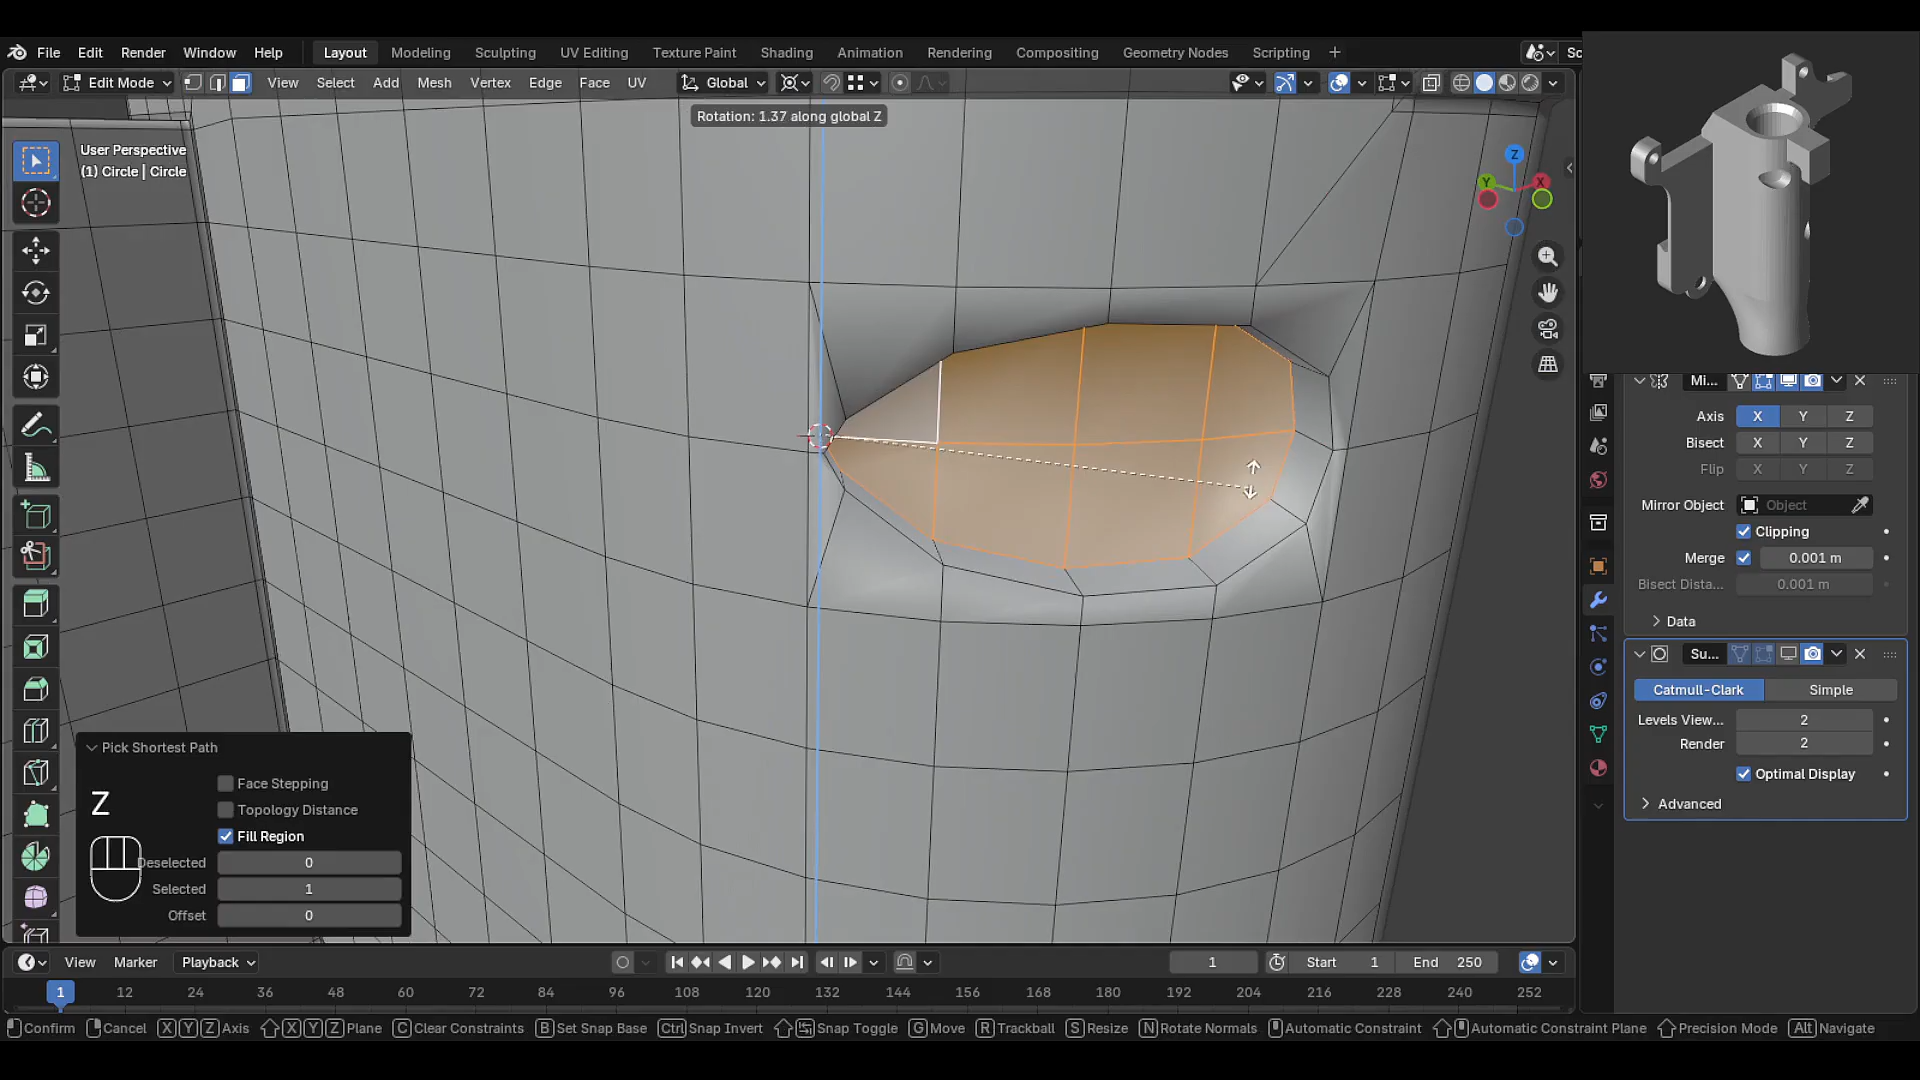 File Edit Render Window Help Layout Modeling Sculpting UV Editing Texture Paint Shading Animation Rendering Compositing Geometry Nodes Scripting + Sc
Edit Mode View Select Add Mesh Vertex Edge Face UV Global
Rotation: 1.37 along global Z
User Perspective
(1) Circle | Circle
Z
Y X
Mi...
Axis X Y Z
Bisect X Y Z
Flip X Y Z
Mirror Object Object
Clipping
Merge 0.001 m
Bisect Dista... 0.001 m
Data
Su...
Catmull-Clark Simple
Levels View... 2
Render 2
Optimal Display
Advanced
Pick Shortest Path
Face Stepping
Z
Topology Distance
Fill Region
Deselected 0
Selected 1
Offset 0
View Marker Playback 1 Start 1 End 250
1 12 24 36 48 60 72 84 96 108 120 132 144 156 168 180 192 204 216 228 240 252
Confirm Cancel X Y Z Axis X Y Z Plane C Clear Constraints B Set Snap Base Ctrl Snap Invert Snap Toggle G Move R Trackball S Resize N Rotate Normals Automatic Constraint Automatic Constraint Plane Precision Mode Alt Navigate